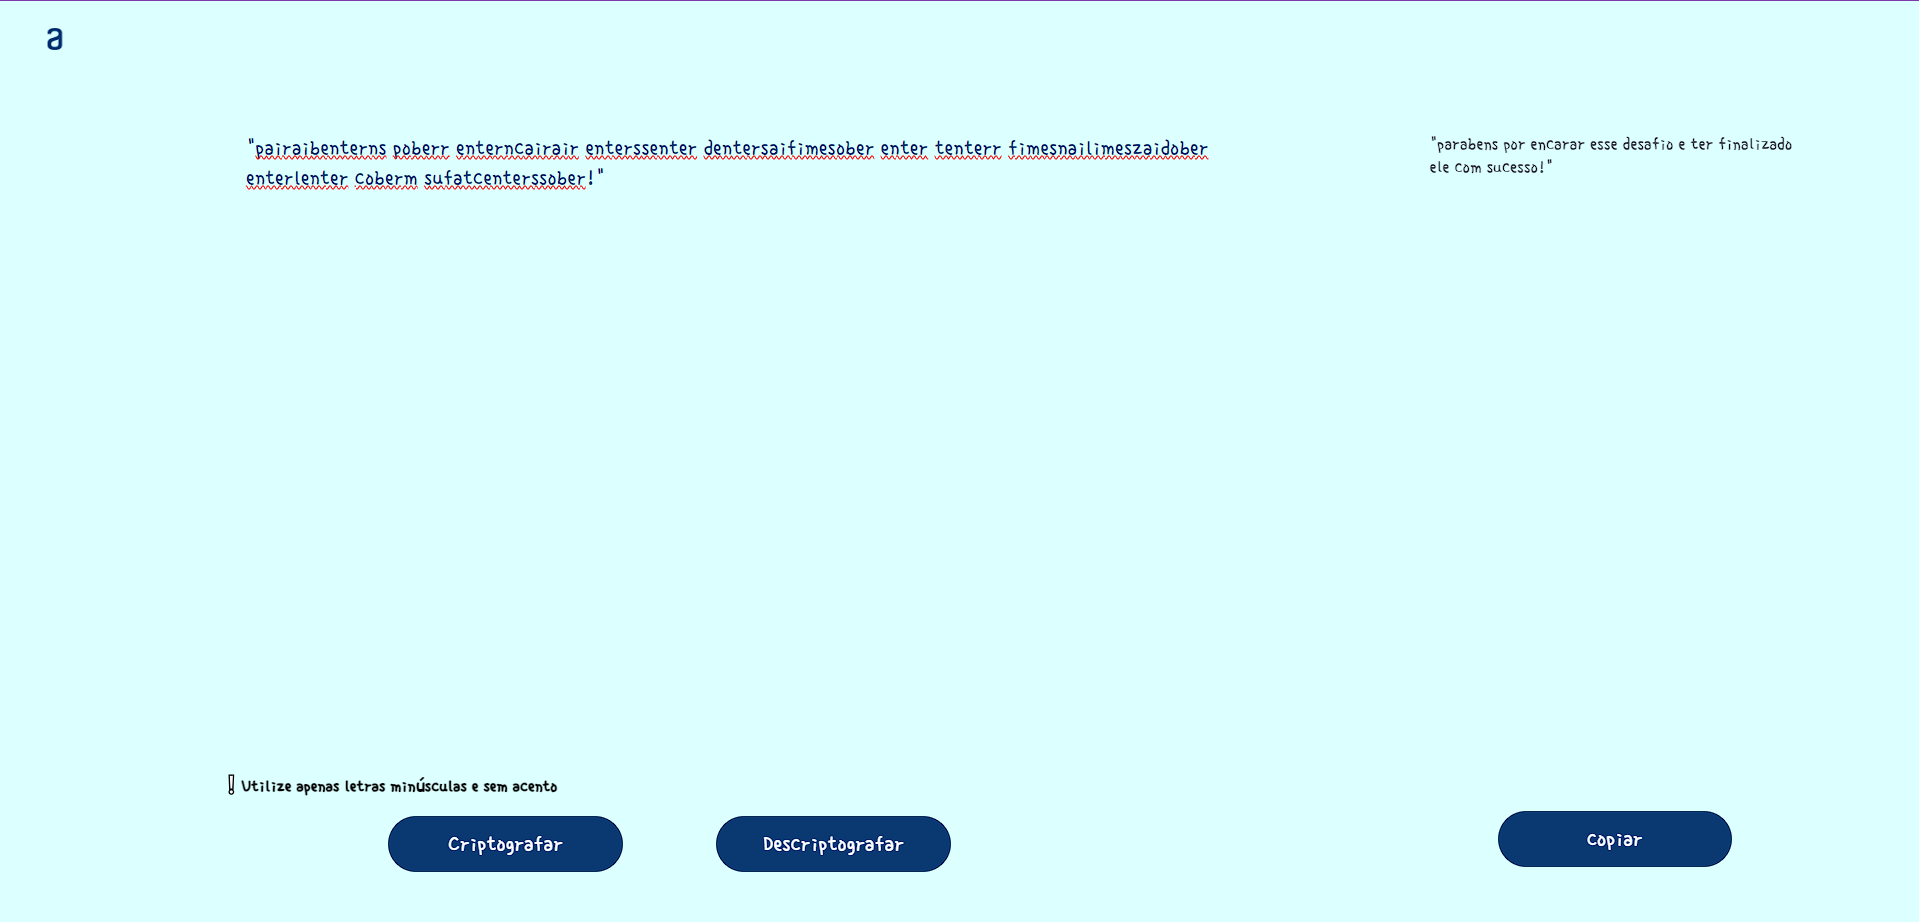 a
"pairaibenterns poberr enterncairair enterssenter dentersaifimesober enter tenterr fimesnailimeszaidober
enterlenter coberm sufatcenterssober!"
"parabens por encarar esse desafio e ter finalizado
ele com sucesso!"
! Utilize apenas letras minúsculas e sem acento
Criptografar
Descriptografar
Copiar